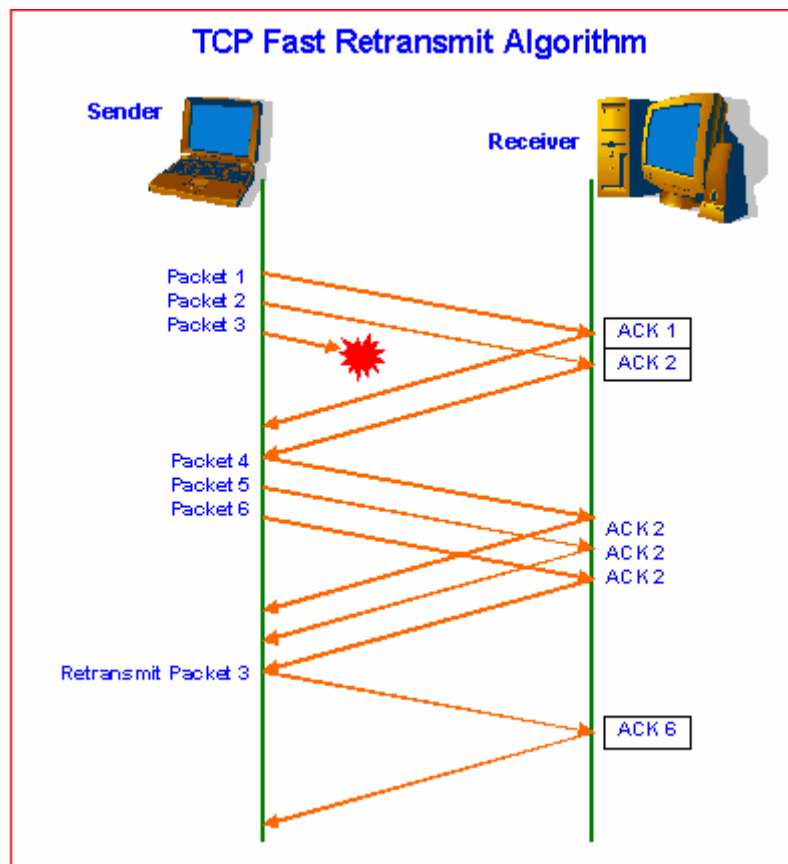 TCP Fast Retransmit Algorithm
Sender
Receiver
Packet 1
Packet 2
Packet 3
ACK 1
ACK 2
Packet 4
Packet 5
Packet 6
ACK 2
ACK 2
ACK 2
Retransmit Packet 3
ACK 6